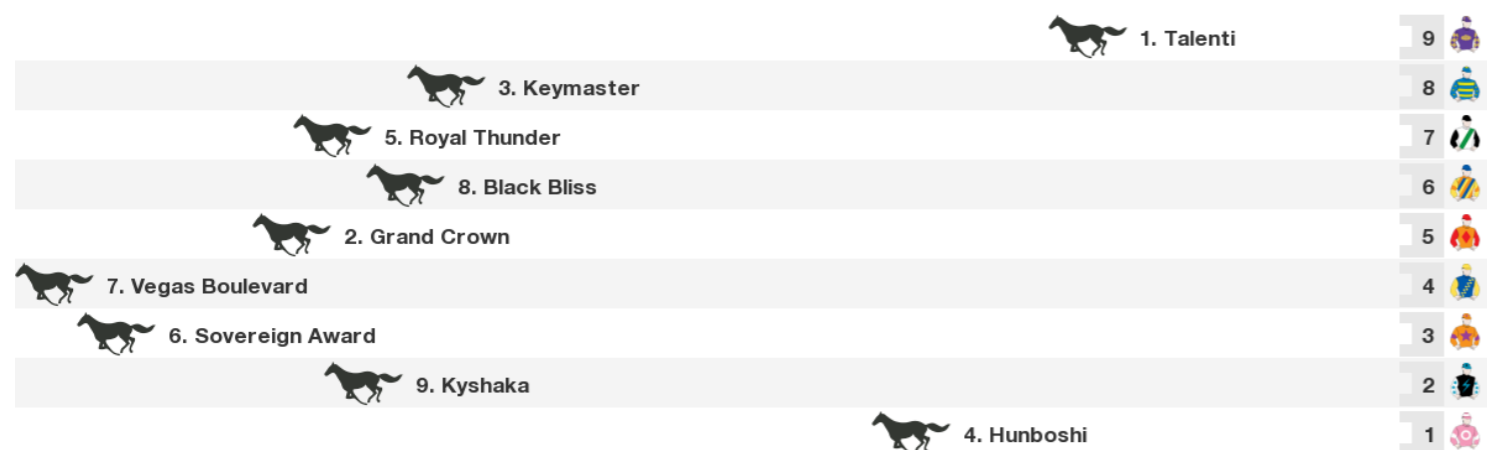 1. Talenti 9
3. Keymaster 8
5. Royal Thunder 7
8. Black Bliss 6
2. Grand Crown 5
7. Vegas Boulevard 4
6. Sovereign Award 3
9. Kyshaka 2
4. Hunboshi 1